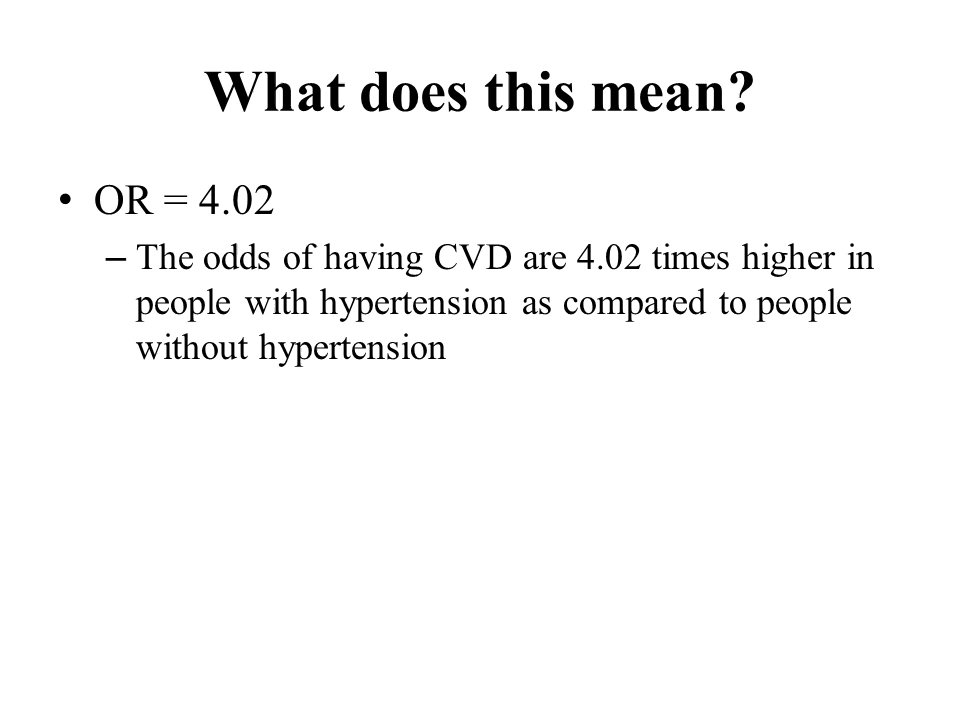 What does this mean?
• OR = 4.02
– The odds of having CVD are 4.02 times higher in
people with hypertension as compared to people
without hypertension